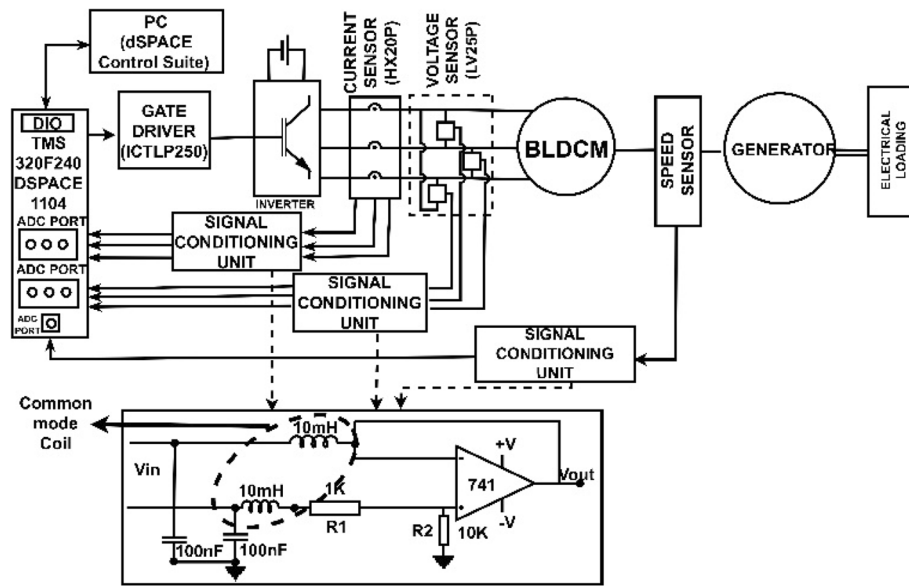 PC
(dSPACE
Control Suite)
DIO
TMS
320F240
DSPACE
1104
ADC PORT
ADC PORT
ADC
PORT
GATE
DRIVER
(ICTLP250)
INVERTER
CURRENT
SENSOR
(HX20P)
VOLTAGE
SENSOR
(LV25P)
BLDCM
SPEED
SENSOR
GENERATOR
ELECTRICAL
LOADING
SIGNAL
CONDITIONING
UNIT
SIGNAL
CONDITIONING
UNIT
SIGNAL
CONDITIONING
UNIT
Common
mode
Coil
10mH
Vin
10mH
1K
R1
R2
10K
100nF
100nF
-
+
741
+V
-V
Vout